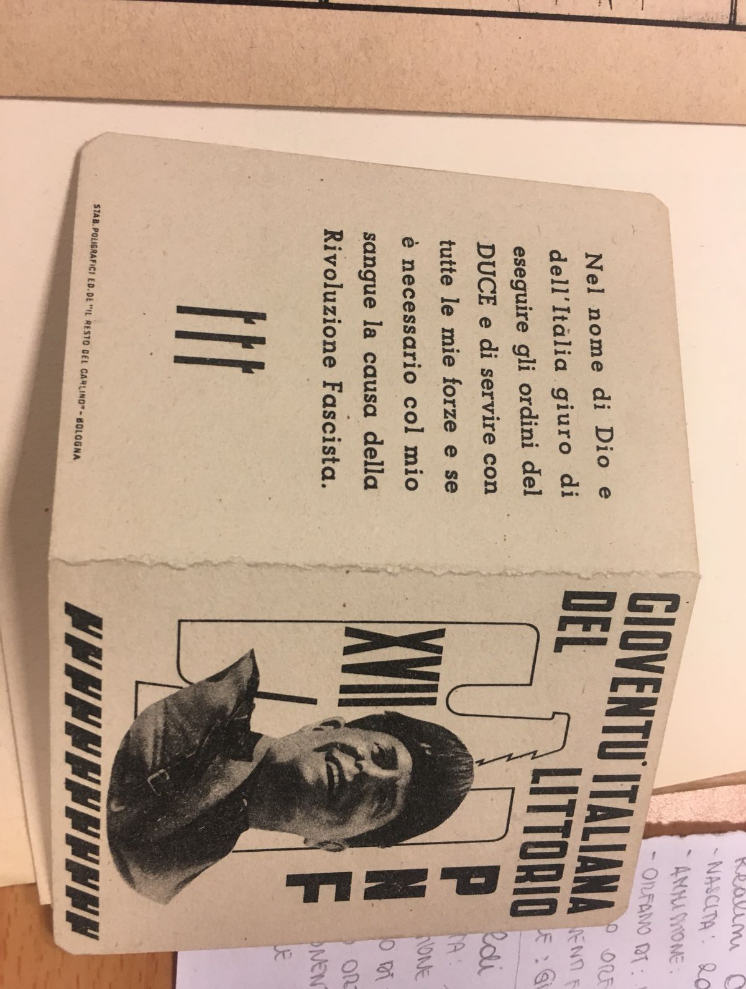 Nel nome di Dio e
dell'Italia giuro di
eseguire gli ordini del
DUCE e di servire con
tutte le mie forze e se
è necessario col mio
sangue la causa della
Rivoluzione Fascista.
STAB. POLIGRAFICI ED. DE "IL RESTO DEL CARLINO" - BOLOGNA
GIOVENTU' ITALIANA
DEL LITTORIO
XVII
P
N
F
- NASCITA: 20
- AMMISSIONE:
- ORFANO DI: